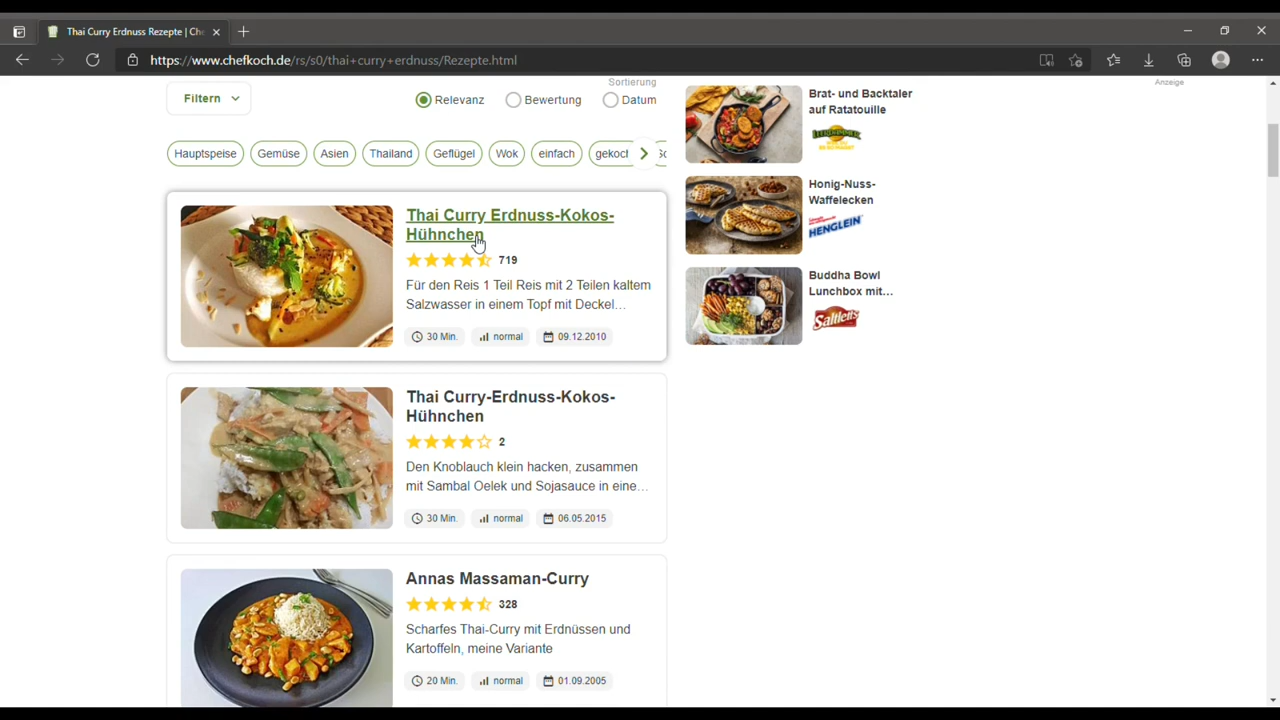 Thai Curry Erdnuss Rezepte | Che
https://www.chefkoch.de/rs/s0/thai+curry+erdnuss/Rezepte.html
Anzeige
Sortierung
Filtern
Relevanz
Bewertung
Datum
Hauptspeise
Gemüse
Asien
Thailand
Geflügel
Wok
einfach
Thai Curry Erdnuss-Kokos-
Hühnchen
719
Für den Reis 1 Teil Reis mit 2 Teilen kaltem
Salzwasser in einem Topf mit Deckel...
30 Min.
normal
09.12.2010
Thai Curry-Erdnuss-Kokos-
Hühnchen
2
Den Knoblauch klein hacken, zusammen
mit Sambal Oelek und Sojasauce in eine...
30 Min.
normal
06.05.2015
Annas Massaman-Curry
328
Scharfes Thai-Curry mit Erdnüssen und
Kartoffeln, meine Variante
20 Min.
normal
01.09.2005
Brat- und Backtaler
auf Ratatouille
Honig-Nuss-
Waffelecken
HENGLEIN
Buddha Bowl
Lunchbox mit...
Saltletts